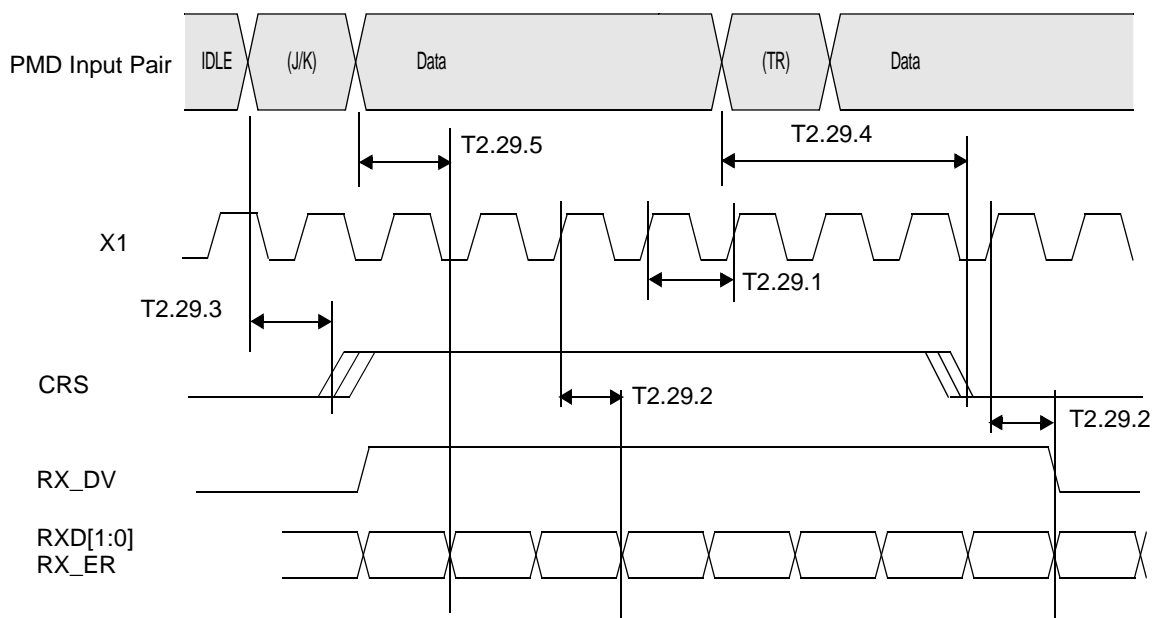 PMD Input Pair
IDLE
(J/K)
Data
(TR)
Data
T2.29.5
T2.29.4
X1
T2.29.1
T2.29.3
CRS
T2.29.2
T2.29.2
RX_DV
RXD[1:0]
RX_ER